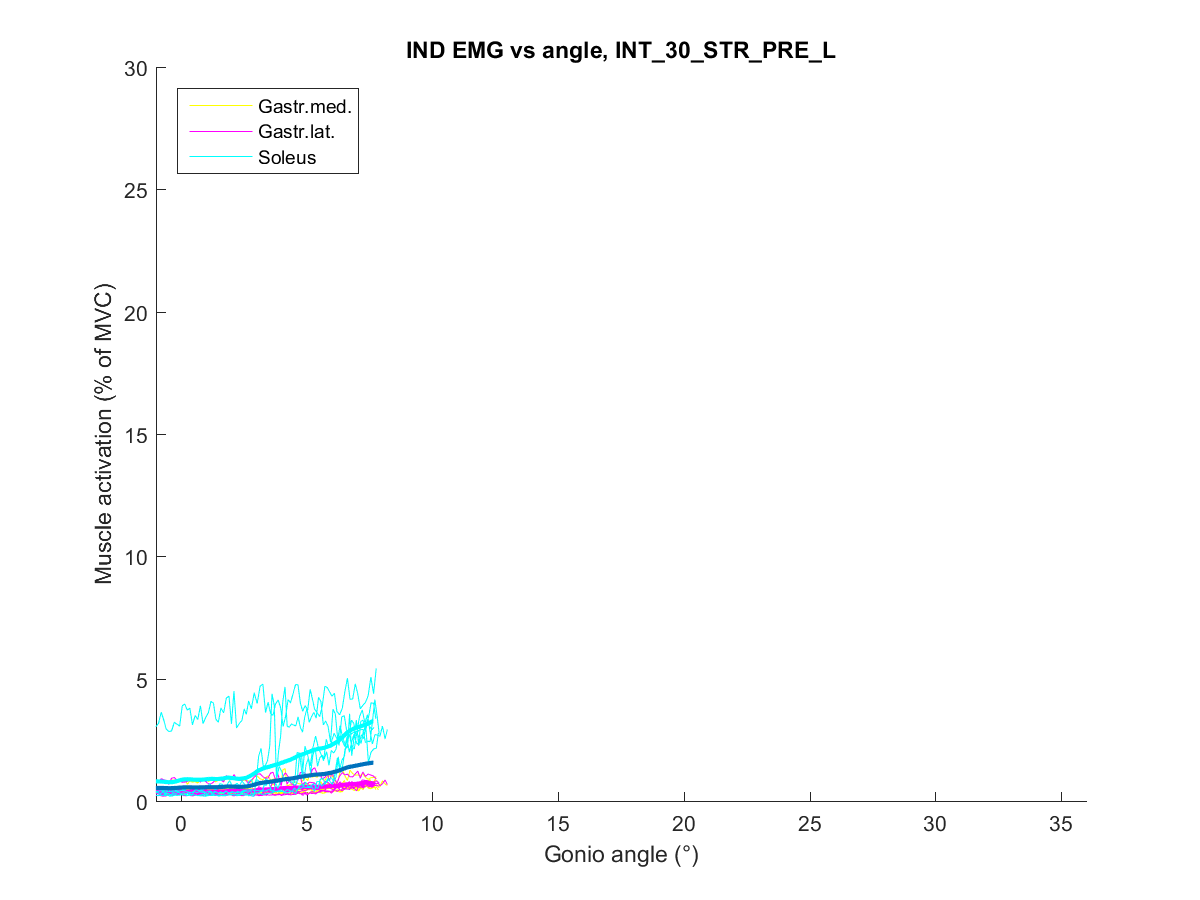 IND EMG vs angle, INT_30_STR_PRE_L
30
25
20
15
10
5
0
Muscle activation (% of MVC)
Gastr.med.
Gastr.lat.
Soleus
0 5 10 15 20 25 30 35
Gonio angle (°)